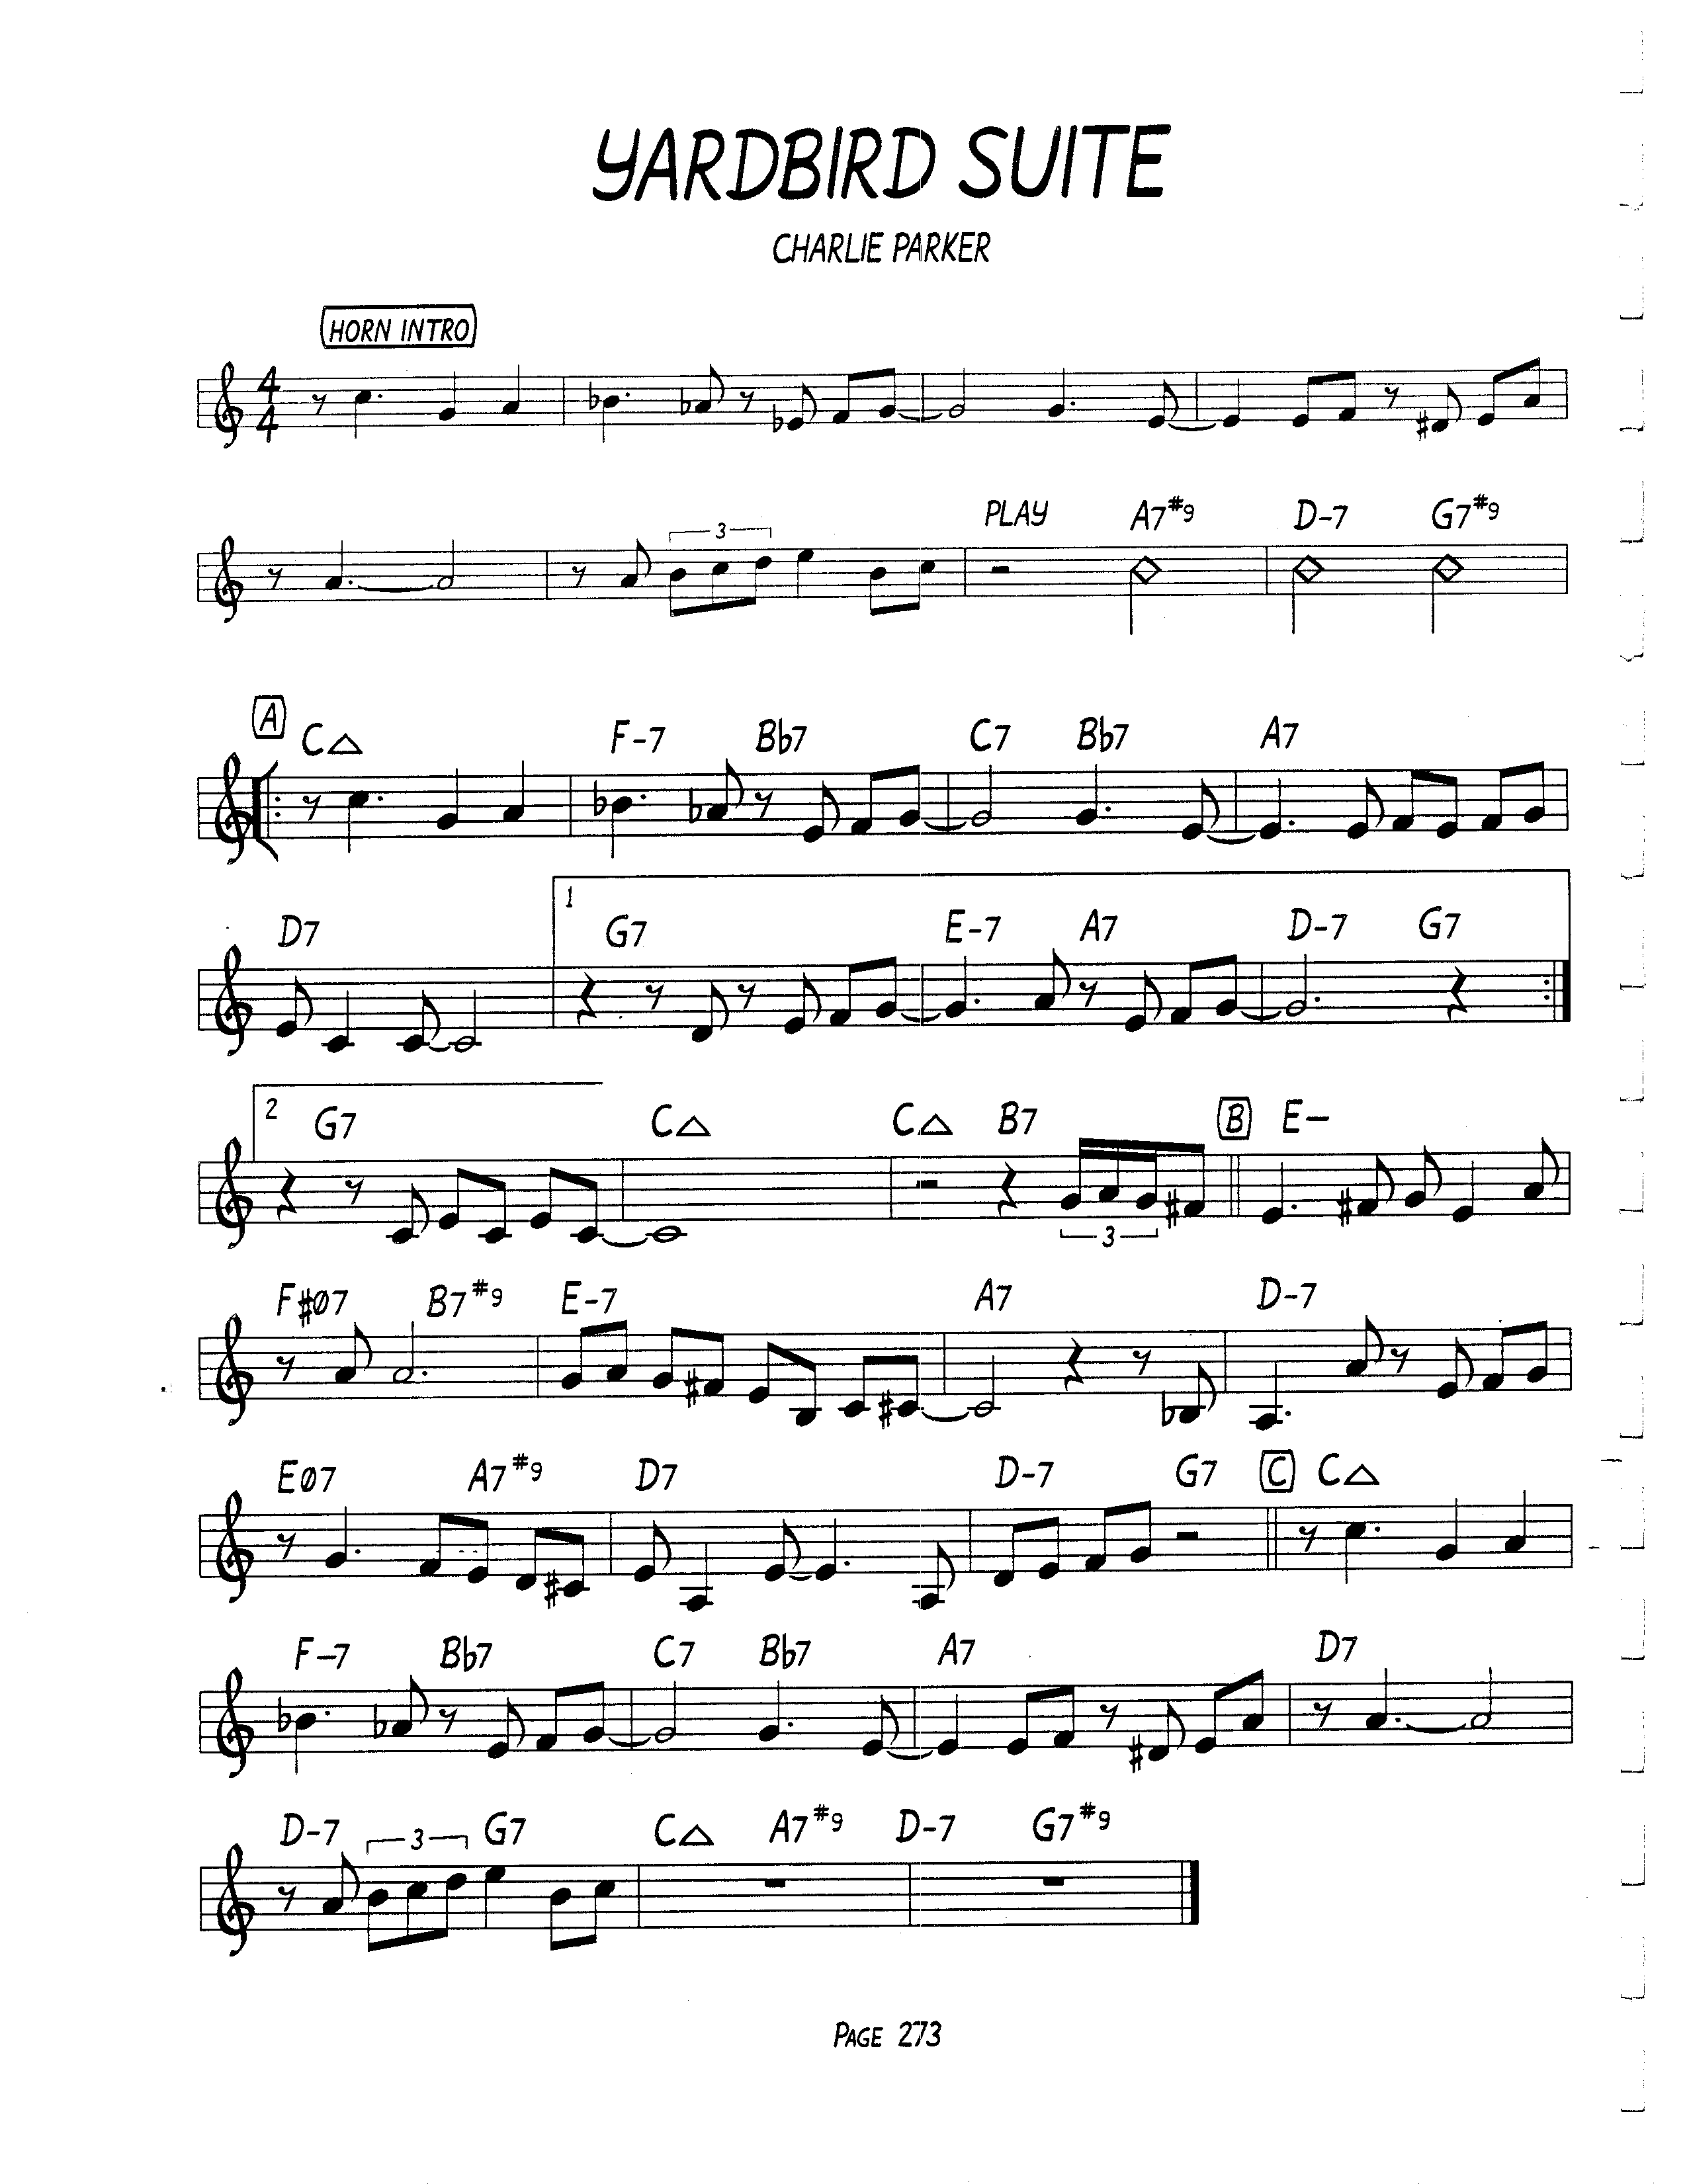 YARDBIRD SUITE
CHARLIE PARKER
HORN INTRO
4
4
3 PLAY A7#9 D-7 G7#9
A C△ F-7 Bb7 C7 Bb7 A7
1
D7 G7 E-7 A7 D-7 G7
2 G7 C△ C△ B7 B E-
3
F#ø7 B7#9 E-7 A7 D-7
Eø7 A7#9 D7 D-7 G7 C C△
F-7 Bb7 C7 Bb7 A7 D7
D-7 3 G7 C△ A7#9 D-7 G7#9
PAGE 273